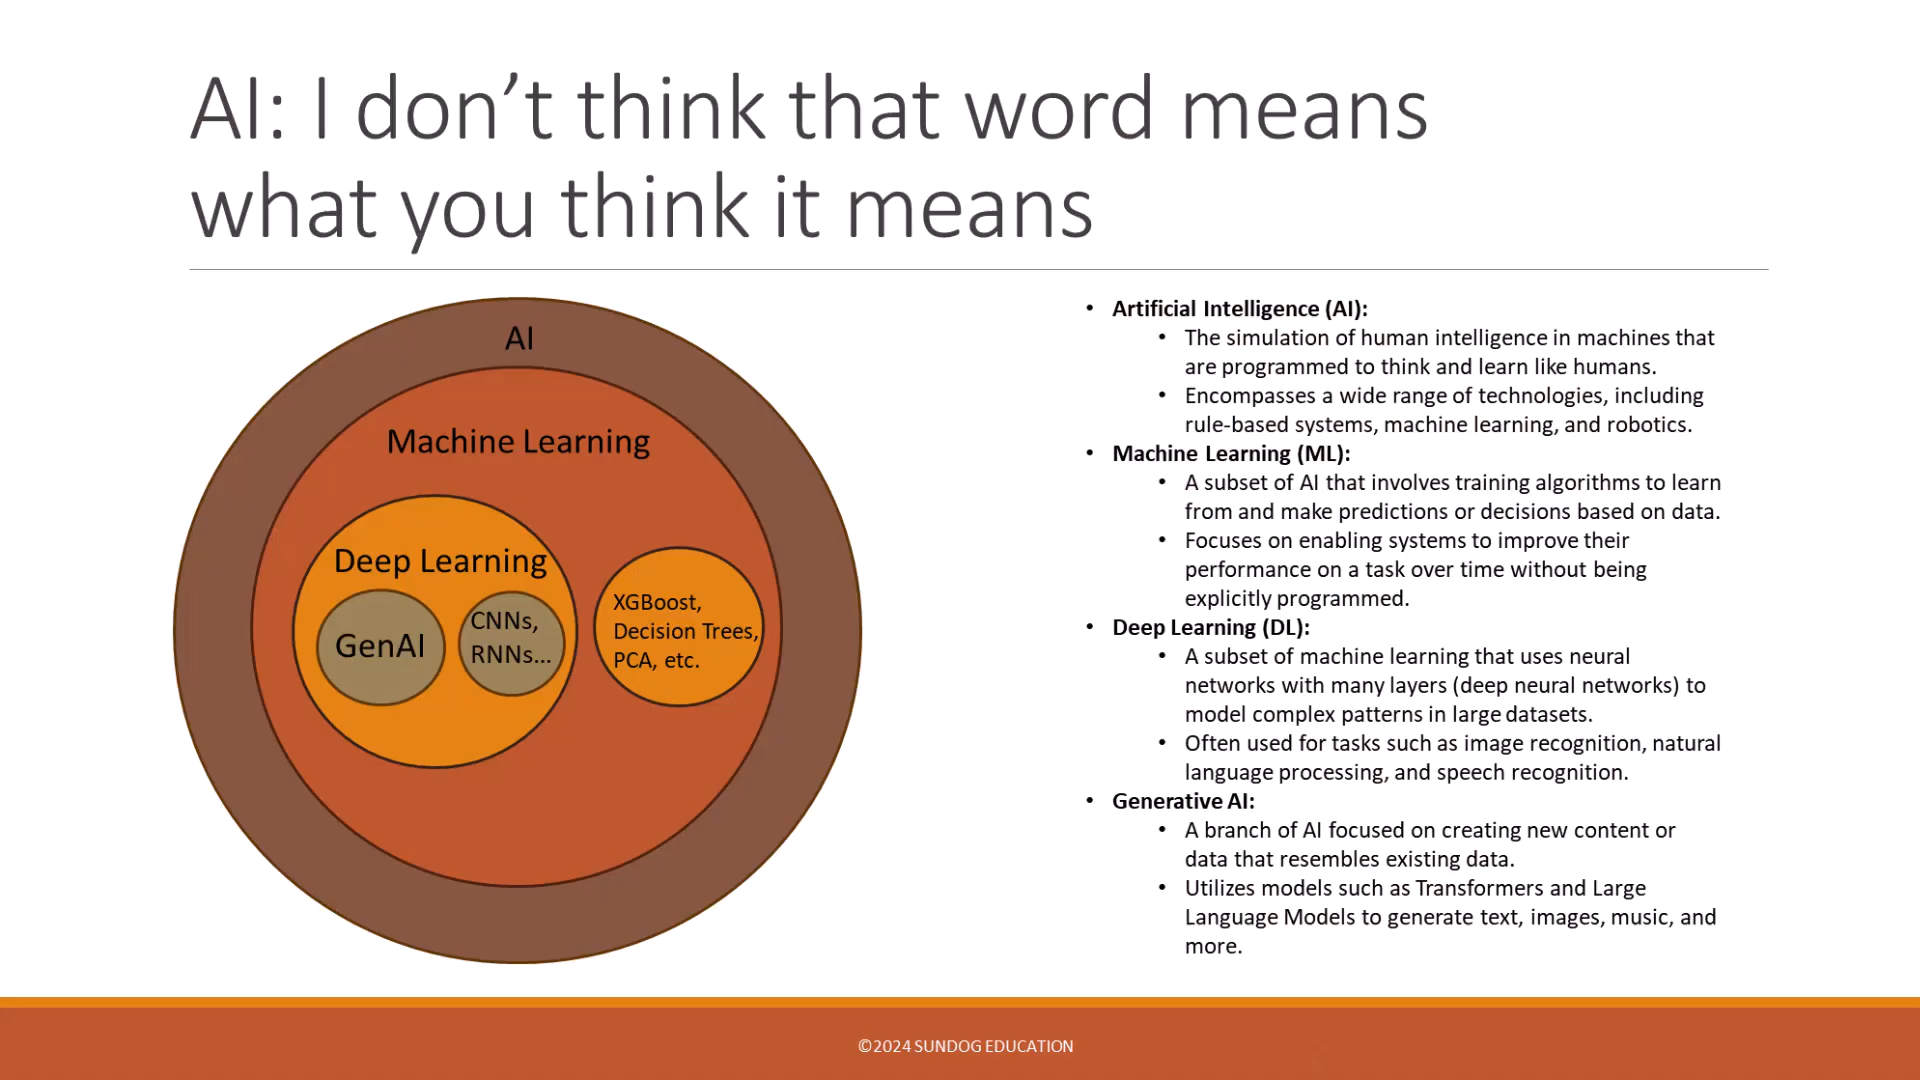 AI: I don’t think that word means
what you think it means
AI
Machine Learning
Deep Learning
GenAI
CNNs,
RNNs...
XGBoost,
Decision Trees,
PCA, etc.
• Artificial Intelligence (AI):
• The simulation of human intelligence in machines that
are programmed to think and learn like humans.
• Encompasses a wide range of technologies, including
rule-based systems, machine learning, and robotics.
• Machine Learning (ML):
• A subset of AI that involves training algorithms to learn
from and make predictions or decisions based on data.
• Focuses on enabling systems to improve their
performance on a task over time without being
explicitly programmed.
• Deep Learning (DL):
• A subset of machine learning that uses neural
networks with many layers (deep neural networks) to
model complex patterns in large datasets.
• Often used for tasks such as image recognition, natural
language processing, and speech recognition.
• Generative AI:
• A branch of AI focused on creating new content or
data that resembles existing data.
• Utilizes models such as Transformers and Large
Language Models to generate text, images, music, and
more.
©2024 SUNDOG EDUCATION